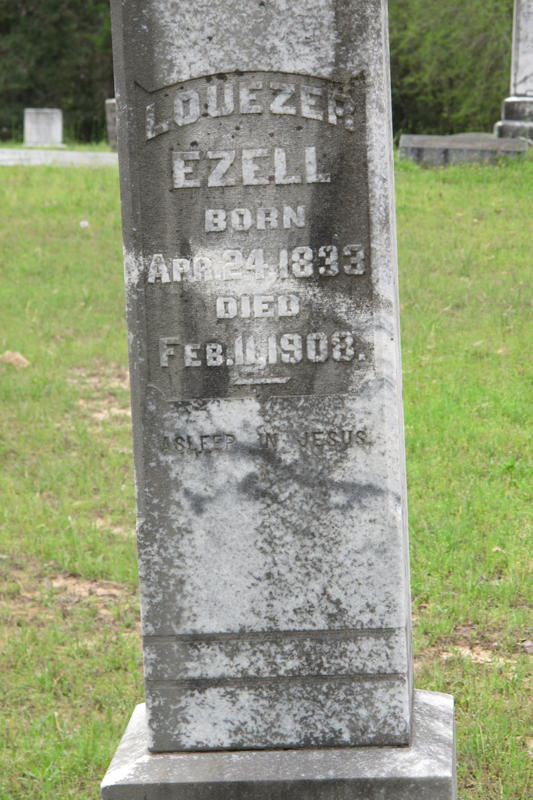 LOUEZER
EZELL
BORN
APR. 24, 1833
DIED
FEB. 11, 1908.
ASLEEP IN JESUS.